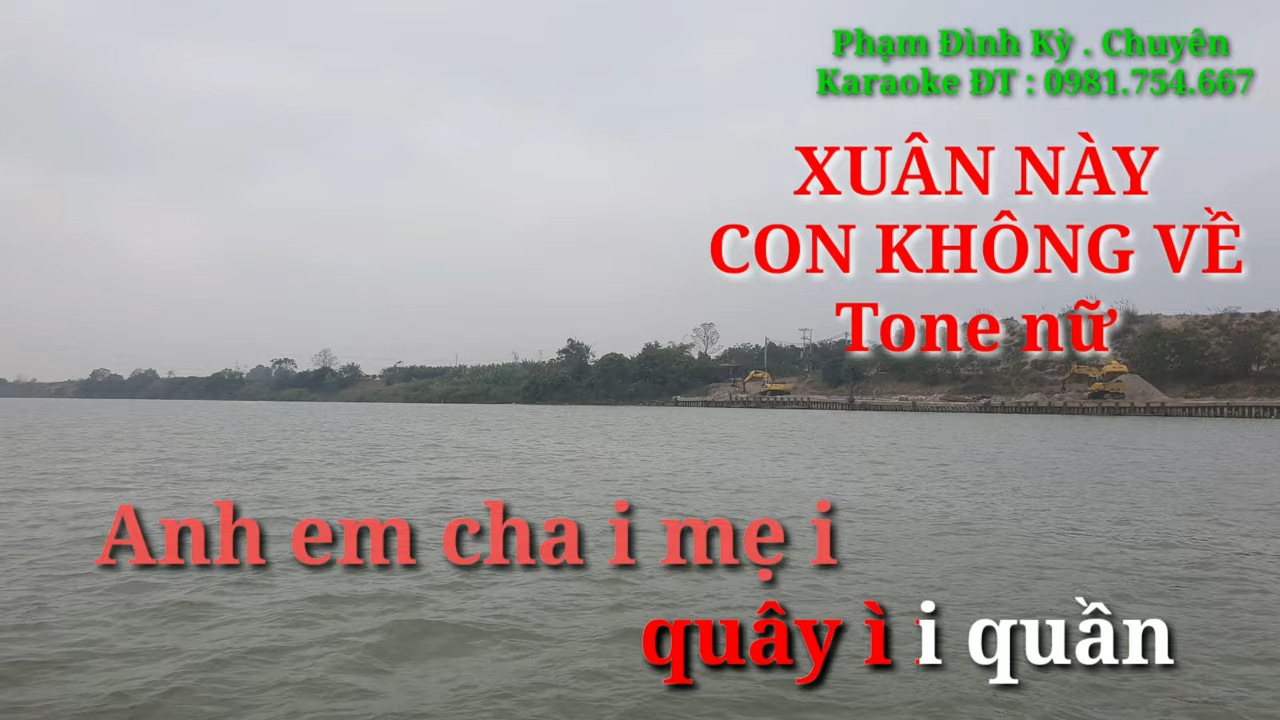 Phạm Đình Kỳ . Chuyên
Karaoke ĐT : 0981.754.667
XUÂN NÀY
CON KHÔNG VỀ
Tone nữ
Anh em cha i mẹ i
quây ì i quần